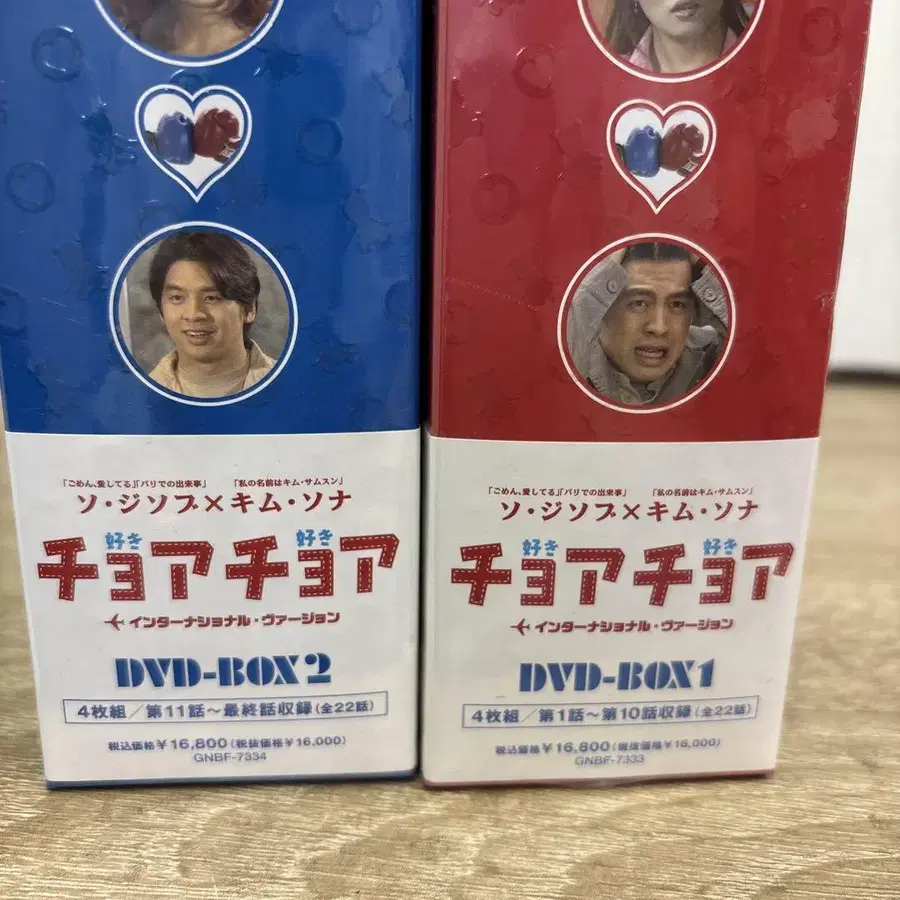 「ごめん、愛してる」「バリでの出来事」 「私の名前はキム・サムスン」
ソ・ジソブ×キム・ソナ
好き 好き
チョアチョア
インターナショナル・ヴァージョン
DVD-BOX2
4枚組/第11話～最終話収録(全22話)
税込価格￥16,800(税抜価格￥16,000)
GNBF-7334
「ごめん、愛してる」「バリでの出来事」 「私の名前はキム・サムスン」
ソ・ジソブ×キム・ソナ
好き 好き
チョアチョア
インターナショナル・ヴァージョン
DVD-BOX1
4枚組/第1話～第10話収録(全22話)
税込価格￥16,800(税抜価格￥16,000)
GNBF-7333